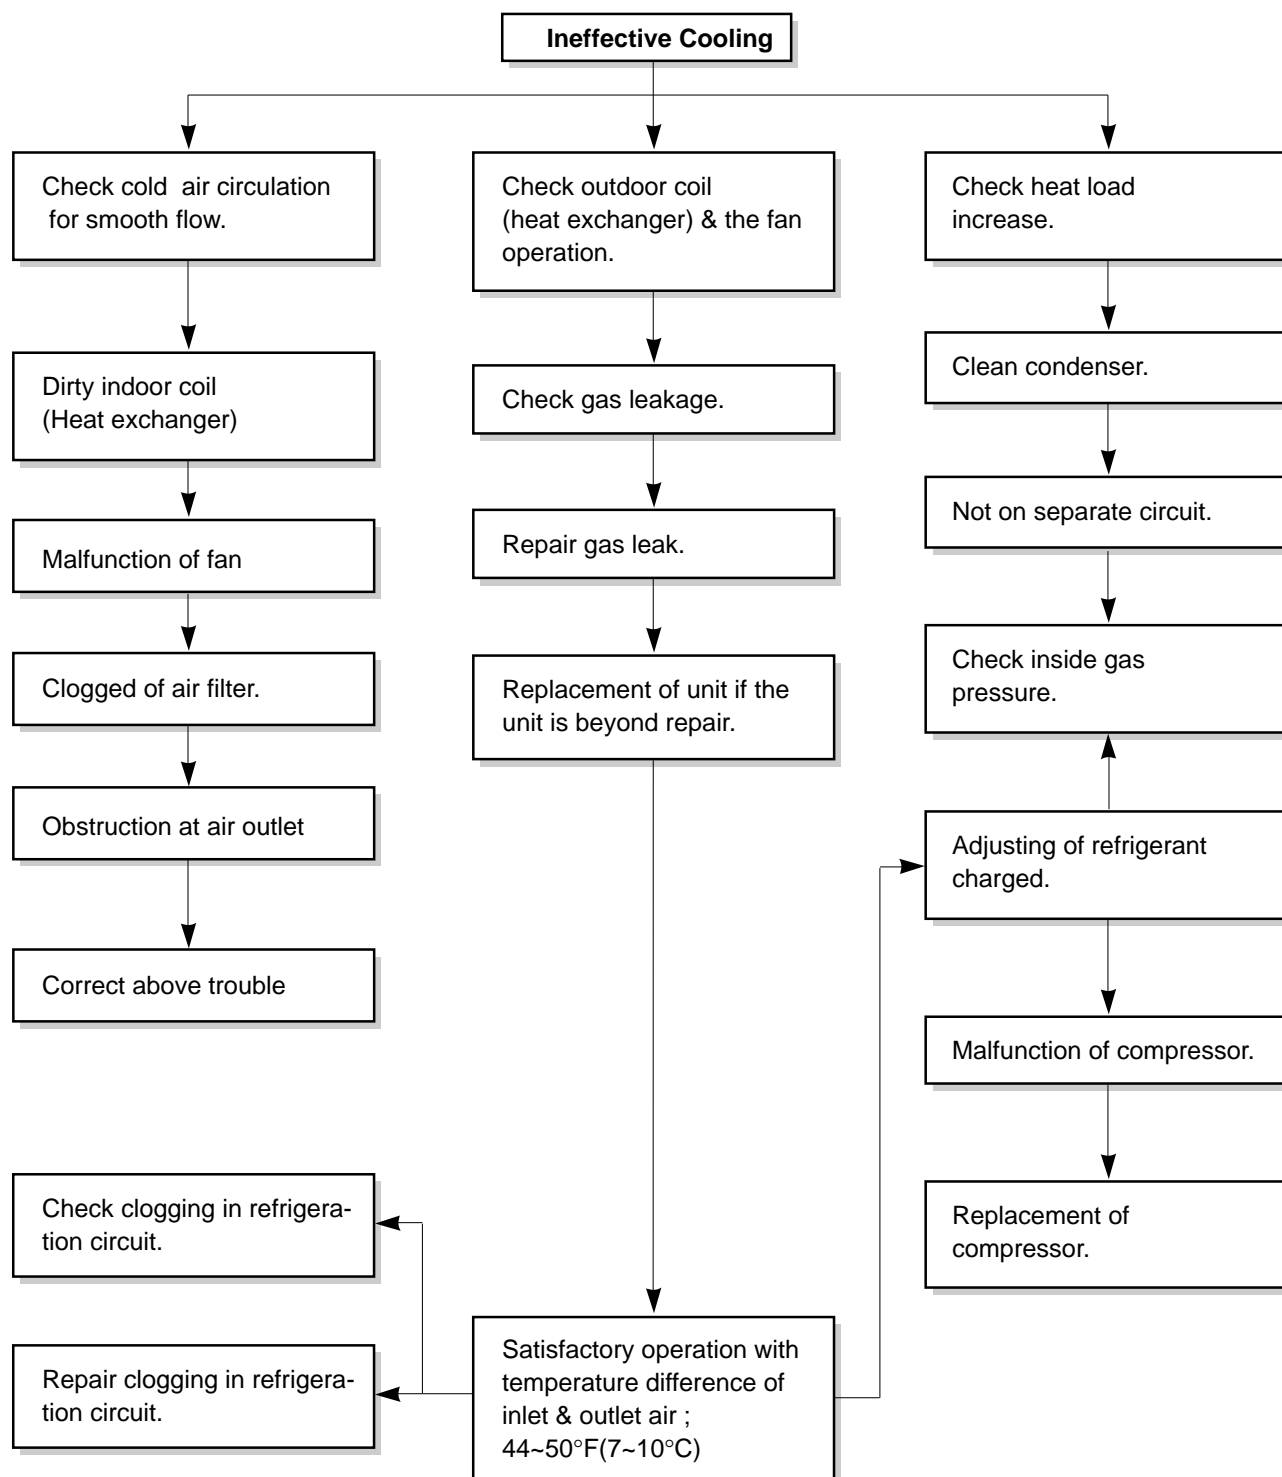 Ineffective Cooling
Check cold  air circulation
for smooth flow.
Dirty indoor coil
(Heat exchanger)
Malfunction of fan
Clogged of air filter.
Obstruction at air outlet
Correct above trouble
Check clogging in refrigera-
tion circuit.
Repair clogging in refrigera-
tion circuit.
Check outdoor coil
(heat exchanger) & the fan
operation.
Check gas leakage.
Repair gas leak.
Replacement of unit if the
unit is beyond repair.
Satisfactory operation with
temperature difference of
inlet & outlet air ;
44~50°F(7~10°C)
Check heat load
increase.
Clean condenser.
Not on separate circuit.
Check inside gas
pressure.
Adjusting of refrigerant
charged.
Malfunction of compressor.
Replacement of
compressor.